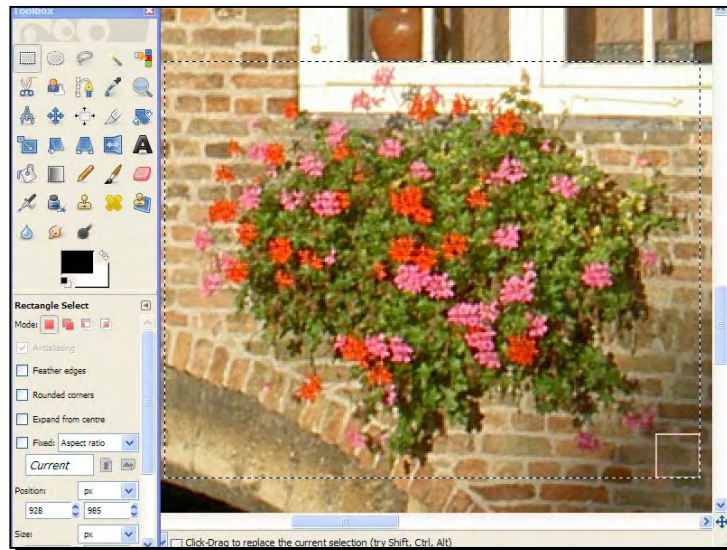 Toolbox
Rectangle Select
Mode:
Antialiasing
Feather edges
Rounded corners
Expand from centre
Fixed: Aspect ratio
Current
Position: px
928 985
Size: px
Click-Drag to replace the current selection (try Shift, Ctrl, Alt)